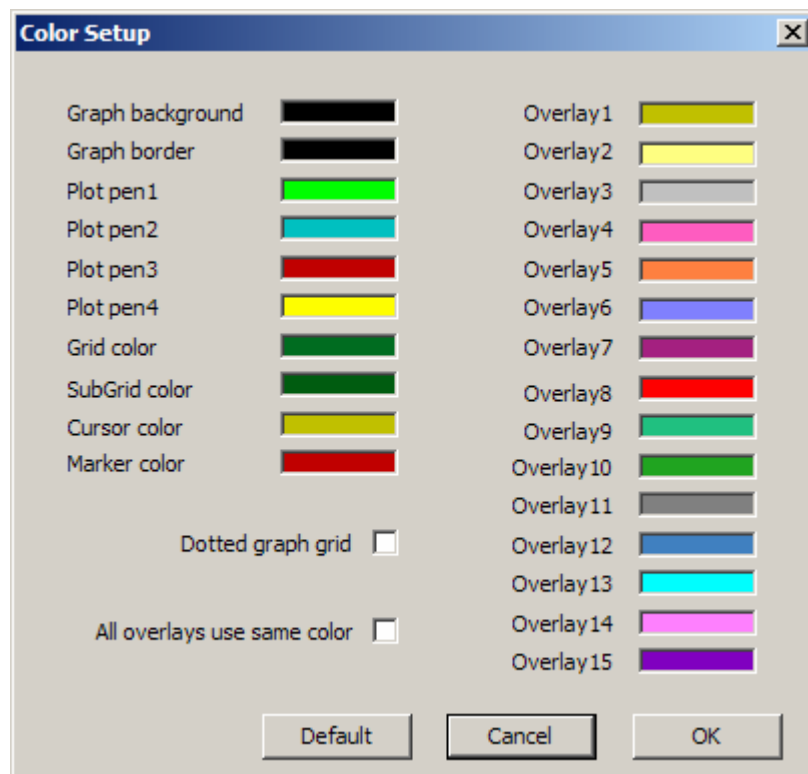 Color Setup
Graph background
Graph border
Plot pen1
Plot pen2
Plot pen3
Plot pen4
Grid color
SubGrid color
Cursor color
Marker color
Dotted graph grid
All overlays use same color
Overlay1
Overlay2
Overlay3
Overlay4
Overlay5
Overlay6
Overlay7
Overlay8
Overlay9
Overlay10
Overlay11
Overlay12
Overlay13
Overlay14
Overlay15
Default
Cancel
OK